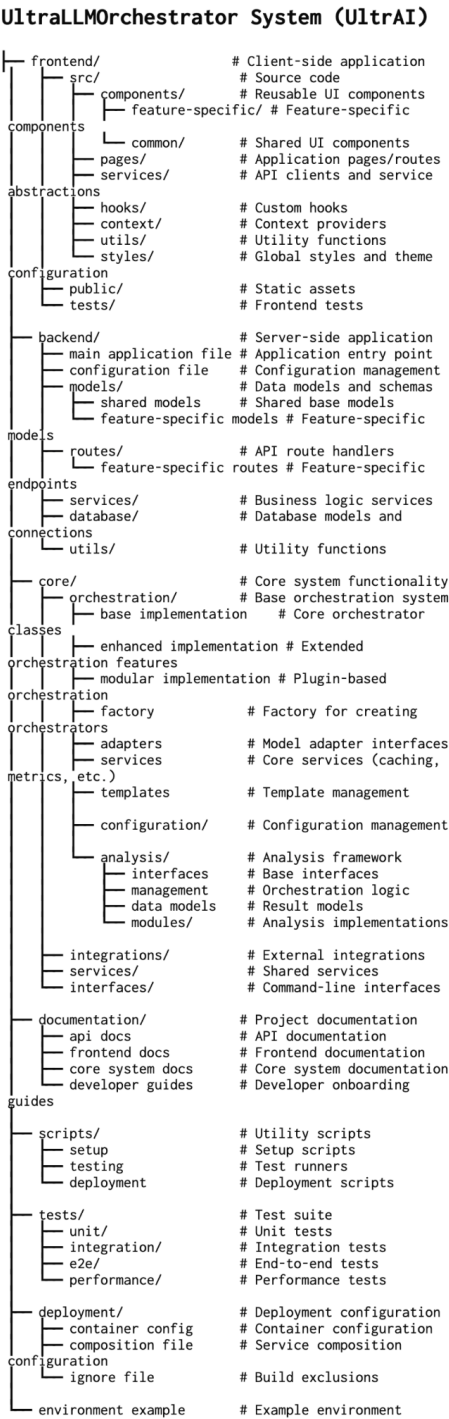 UltraLLMOrchestrator System (UltrAI)
├── frontend/ # Client-side application
│ ├── src/ # Source code
│ │ ├── components/ # Reusable UI components
│ │ │ ├── feature-specific/ # Feature-specific
components
│ │ │ └── common/ # Shared UI components
│ │ ├── pages/ # Application pages/routes
│ │ ├── services/ # API clients and service
abstractions
│ │ ├── hooks/ # Custom hooks
│ │ ├── context/ # Context providers
│ │ ├── utils/ # Utility functions
│ │ └── styles/ # Global styles and theme
configuration
│ ├── public/ # Static assets
│ └── tests/ # Frontend tests
├── backend/ # Server-side application
│ ├── main application file # Application entry point
│ ├── configuration file # Configuration management
│ ├── models/ # Data models and schemas
│ │ ├── shared models # Shared base models
│ │ └── feature-specific models # Feature-specific
models
│ ├── routes/ # API route handlers
│ │ └── feature-specific routes # Feature-specific
endpoints
│ ├── services/ # Business logic services
│ ├── database/ # Database models and
connections
│ └── utils/ # Utility functions
├── core/ # Core system functionality
│ ├── orchestration/ # Base orchestration system
│ │ ├── base implementation # Core orchestrator
classes
│ │ ├── enhanced implementation # Extended
orchestration features
│ │ ├── modular implementation # Plugin-based
orchestration
│ │ ├── factory # Factory for creating
orchestrators
│ │ ├── adapters # Model adapter interfaces
│ │ ├── services # Core services (caching,
metrics, etc.)
│ │ ├── templates # Template management
│ │ ├── configuration/ # Configuration management
│ │ └── analysis/ # Analysis framework
│ │ ├── interfaces # Base interfaces
│ │ ├── management # Orchestration logic
│ │ ├── data models # Result models
│ │ └── modules/ # Analysis implementations
│ ├── integrations/ # External integrations
│ ├── services/ # Shared services
│ └── interfaces/ # Command-line interfaces
├── documentation/ # Project documentation
│ ├── api docs # API documentation
│ ├── frontend docs # Frontend documentation
│ ├── core system docs # Core system documentation
│ └── developer guides # Developer onboarding
guides
├── scripts/ # Utility scripts
│ ├── setup # Setup scripts
│ ├── testing # Test runners
│ └── deployment # Deployment scripts
├── tests/ # Test suite
│ ├── unit/ # Unit tests
│ ├── integration/ # Integration tests
│ ├── e2e/ # End-to-end tests
│ └── performance/ # Performance tests
├── deployment/ # Deployment configuration
│ ├── container config # Container configuration
│ ├── composition file # Service composition
configuration
│ └── ignore file # Build exclusions
└── environment example # Example environment